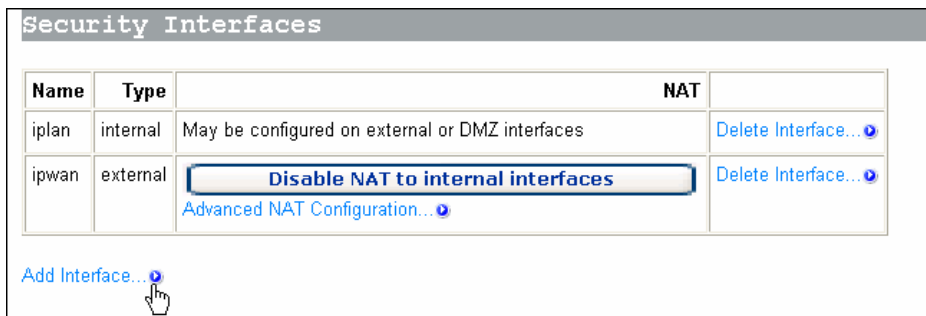 Security Interfaces
Name Type NAT
iplan internal May be configured on external or DMZ interfaces Delete Interface...
ipwan external Disable NAT to internal interfaces Delete Interface...
Advanced NAT Configuration...
Add Interface...